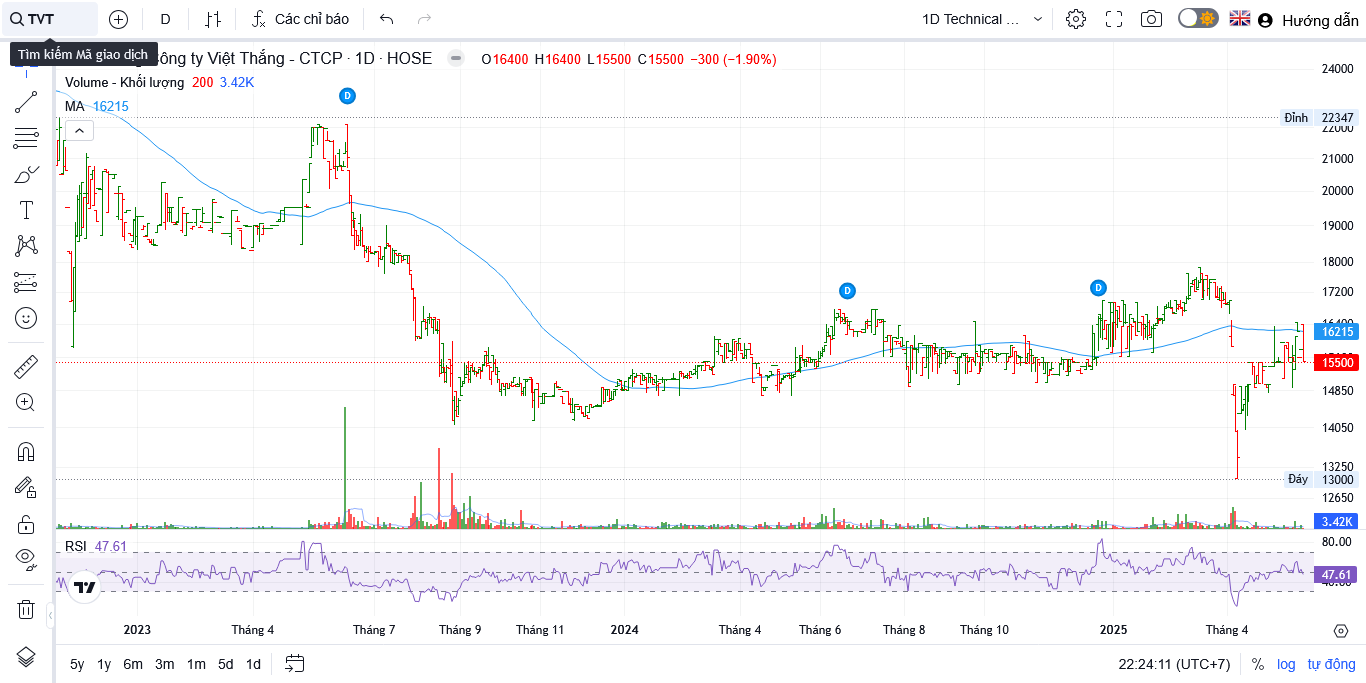 TVT
D
Các chỉ báo
1D Technical ...
Hướng dẫn
Tìm kiếm Mã giao dịch
ông ty Việt Thắng - CTCP · 1D · HOSE
O16400 H16400 L15500 C15500 −300 (−1.90%)
Volume - Khối lượng 200 3.42K
MA 16215
D
D
D
24000
Đỉnh 22347
22000
21000
20000
19000
18000
17200
16400
16215
15500
14850
14050
13250
Đáy 13000
12650
3.42K
RSI 47.61
80.00
47.61
40.00
2023
Tháng 4
Tháng 7
Tháng 9
Tháng 11
2024
Tháng 4
Tháng 6
Tháng 8
Tháng 10
2025
Tháng 4
5y 1y 6m 3m 1m 5d 1d
22:24:11 (UTC+7) % log tự động